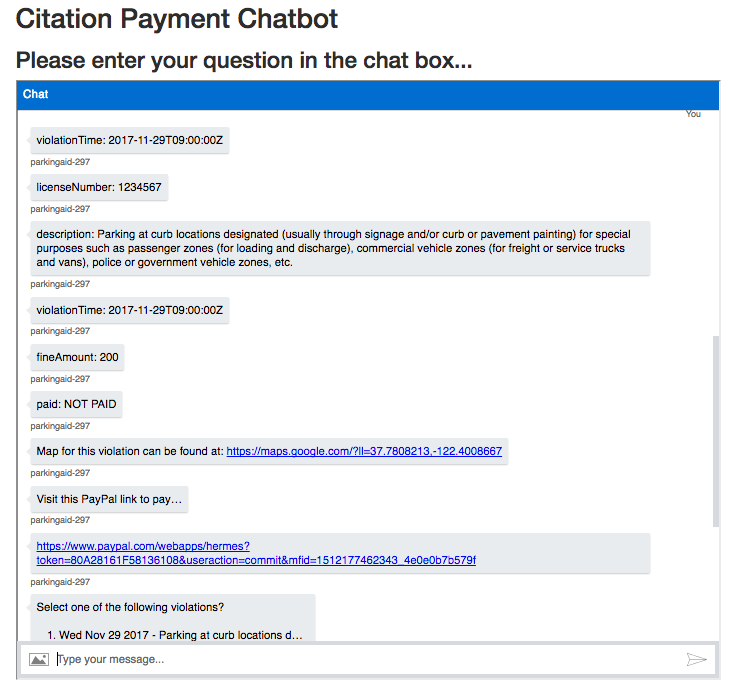 Citation Payment Chatbot
Please enter your question in the chat box...
Chat
You
violationTime: 2017-11-29T09:00:00Z
parkingaid-297
licenseNumber: 1234567
parkingaid-297
description: Parking at curb locations designated (usually through signage and/or curb or pavement painting) for special
purposes such as passenger zones (for loading and discharge), commercial vehicle zones (for freight or service trucks
and vans), police or government vehicle zones, etc.
parkingaid-297
violationTime: 2017-11-29T09:00:00Z
parkingaid-297
fineAmount: 200
parkingaid-297
paid: NOT PAID
parkingaid-297
Map for this violation can be found at: https://maps.google.com/?ll=37.7808213,-122.4008667
parkingaid-297
Visit this PayPal link to pay...
parkingaid-297
https://www.paypal.com/webapps/hermes?
token=80A28161F58136108&useraction=commit&mfid=1512177462343_4e0e0b7b579f
parkingaid-297
Select one of the following violations?
1. Wed Nov 29 2017 - Parking at curb locations d...
Type your message...